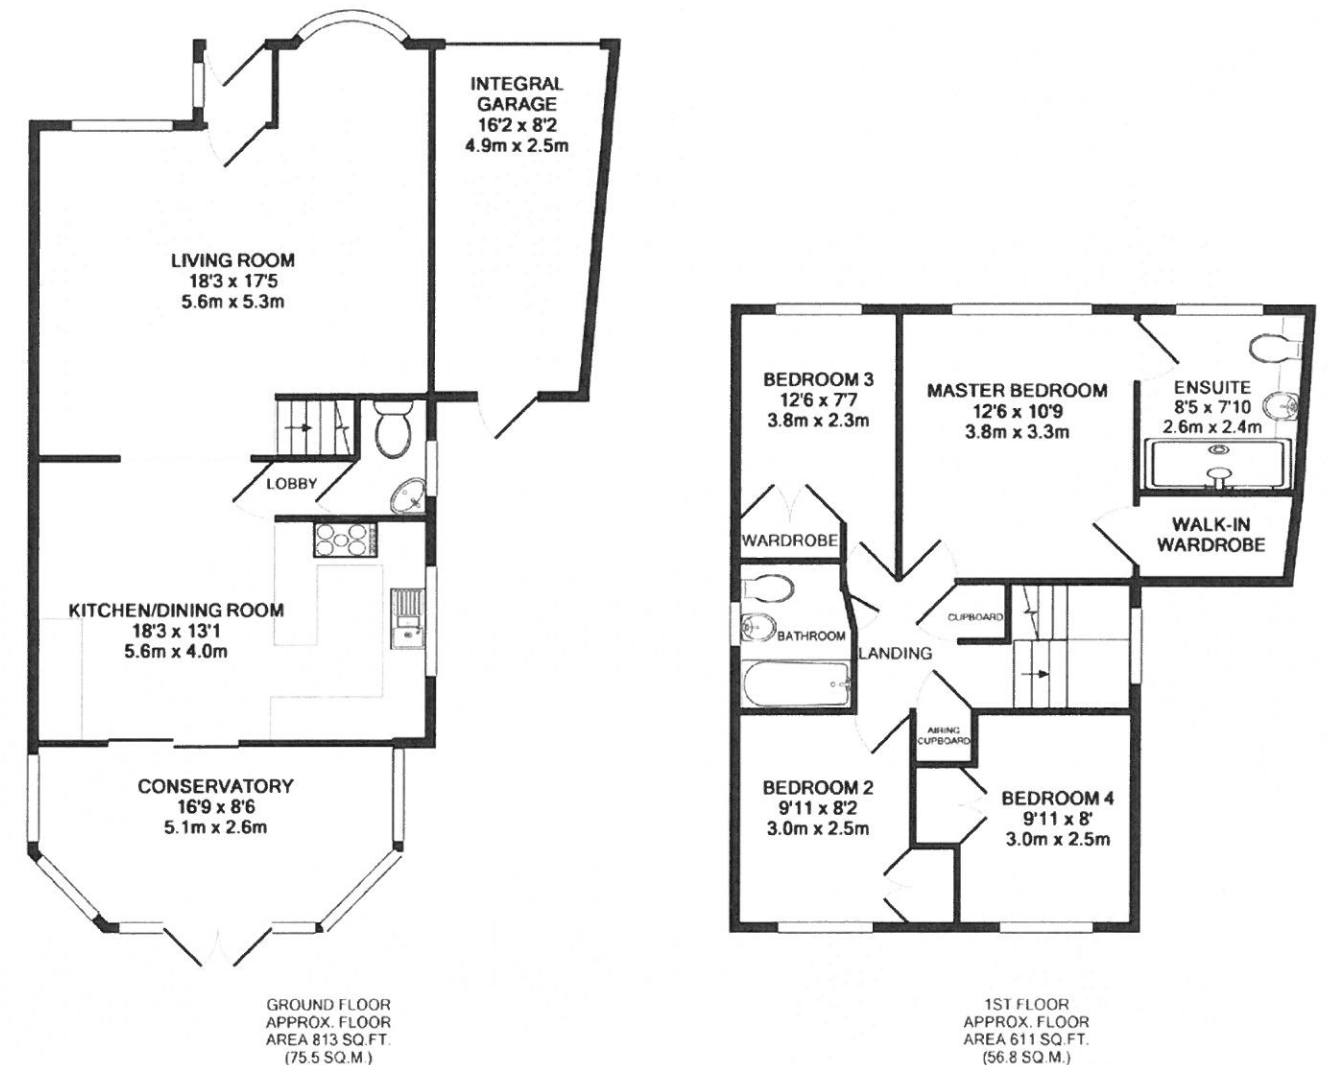 INTEGRAL
GARAGE
16'2 x 8'2
4.9m x 2.5m
LIVING ROOM
18'3 x 17'5
5.6m x 5.3m
LOBBY
KITCHEN/DINING ROOM
18'3 x 13'1
5.6m x 4.0m
CONSERVATORY
16'9 x 8'6
5.1m x 2.6m
GROUND FLOOR
APPROX. FLOOR
AREA 813 SQ.FT.
(75.5 SQ.M.)
BEDROOM 3
12'6 x 7'7
3.8m x 2.3m
MASTER BEDROOM
12'6 x 10'9
3.8m x 3.3m
ENSUITE
8'5 x 7'10
2.6m x 2.4m
WARDROBE
WALK-IN
WARDROBE
CUPBOARD
BATHROOM
LANDING
AIRING
CUPBOARD
BEDROOM 2
9'11 x 8'2
3.0m x 2.5m
BEDROOM 4
9'11 x 8'
3.0m x 2.5m
1ST FLOOR
APPROX. FLOOR
AREA 611 SQ.FT.
(56.8 SQ.M.)